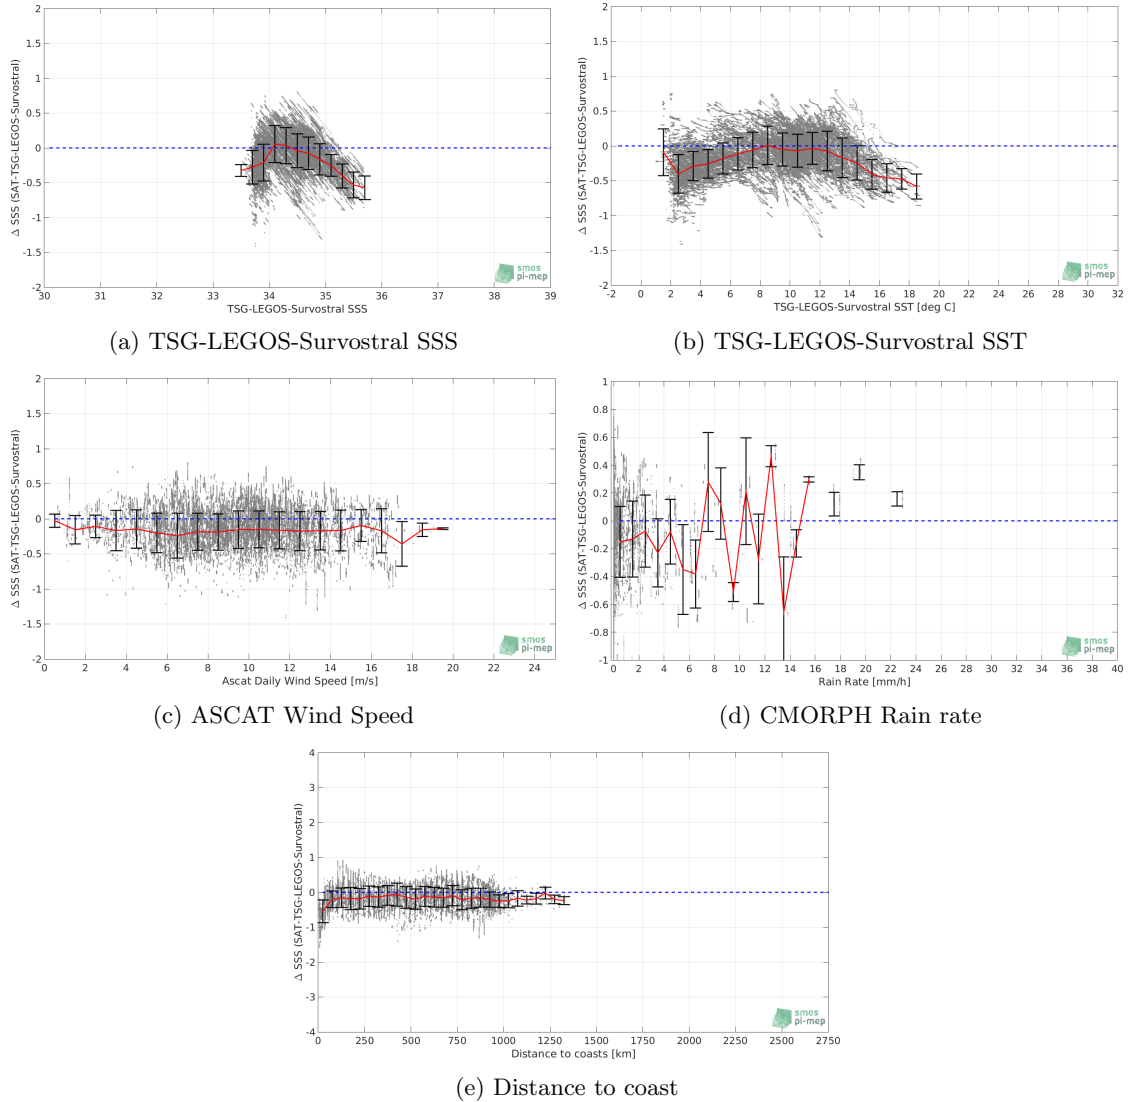 2
1.5
1
0.5
0
-0.5
-1
-1.5
-2
Δ SSS (SAT-TSG-LEGOS-Survostral)
30 31 32 33 34 35 36 37 38 39
TSG-LEGOS-Survostral SSS
smos
pi-mep
(a) TSG-LEGOS-Survostral SSS
2
1.5
1
0.5
0
-0.5
-1
-1.5
-2
Δ SSS (SAT-TSG-LEGOS-Survostral)
-2 0 2 4 6 8 10 12 14 16 18 20 22 24 26 28 30 32
TSG-LEGOS-Survostral SST [deg C]
smos
pi-mep
(b) TSG-LEGOS-Survostral SST
2
1.5
1
0.5
0
-0.5
-1
-1.5
-2
Δ SSS (SAT-TSG-LEGOS-Survostral)
0 2 4 6 8 10 12 14 16 18 20 22 24
Ascat Daily Wind Speed [m/s]
smos
pi-mep
(c) ASCAT Wind Speed
1
0.8
0.6
0.4
0.2
0
-0.2
-0.4
-0.6
-0.8
-1
Δ SSS (SAT-TSG-LEGOS-Survostral)
0 2 4 6 8 10 12 14 16 18 20 22 24 26 28 30 32 34 36 38 40
Rain Rate [mm/h]
smos
pi-mep
(d) CMORPH Rain rate
4
3
2
1
0
-1
-2
-3
-4
Δ SSS (SAT-TSG-LEGOS-Survostral)
0 250 500 750 1000 1250 1500 1750 2000 2250 2500 2750
Distance to coasts [km]
smos
pi-mep
(e) Distance to coast